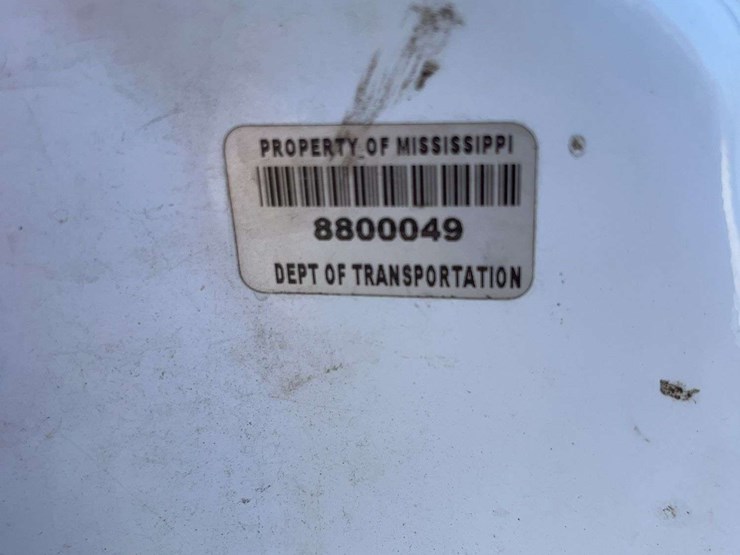 PROPERTY OF MISSISSIPPI
8800049
DEPT OF TRANSPORTATION